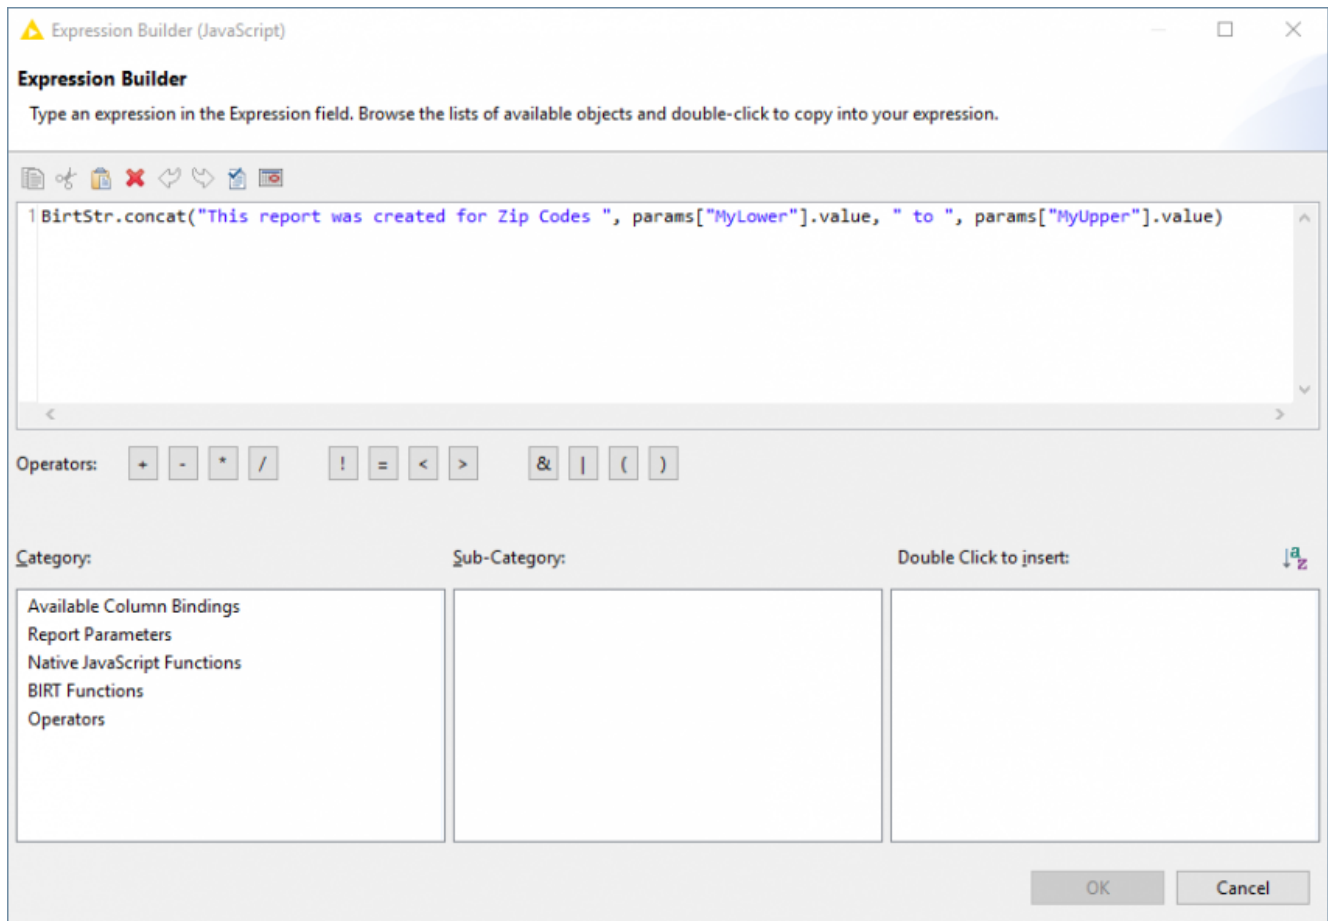 Expression Builder (JavaScript)
Expression Builder
Type an expression in the Expression field. Browse the lists of available objects and double-click to copy into your expression.
1 BirtStr.concat("This report was created for Zip Codes ", params["MyLower"].value, " to ", params["MyUpper"].value)
Operators: + - * / ! = < > & | ( )
Category: Sub-Category: Double Click to insert:
Available Column Bindings
Report Parameters
Native JavaScript Functions
BIRT Functions
Operators
OK Cancel